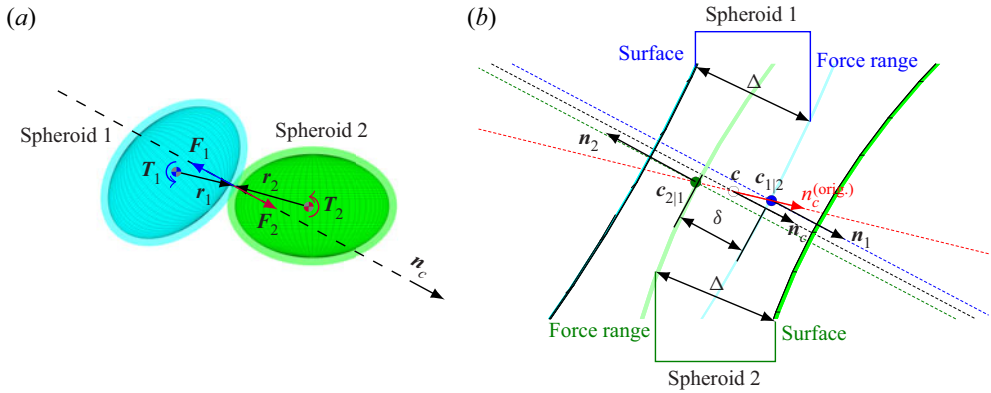 (a)
Spheroid 1
Spheroid 2
F₁
T₁
r₁
r₂
F₂
T₂
n_c
(b)
Spheroid 1
Surface
Force range
Δ
n₂
c
c₁|₂
n_c^(orig.)
c₂|₁
δ
n_c
n₁
Δ
Force range
Surface
Spheroid 2